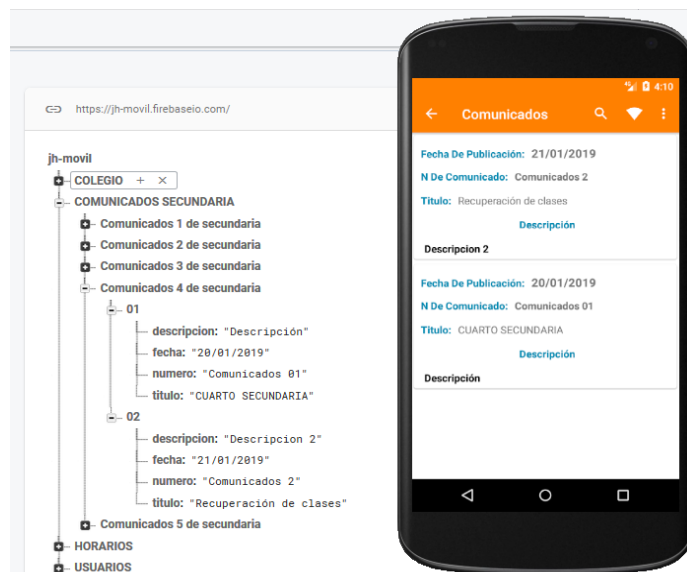 https://jh-movil.firebaseio.com/
jh-movil
COLEGIO + ×
COMUNICADOS SECUNDARIA
Comunicados 1 de secundaria
Comunicados 2 de secundaria
Comunicados 3 de secundaria
Comunicados 4 de secundaria
01
descripcion: "Descripción"
fecha: "20/01/2019"
numero: "Comunicados 01"
titulo: "CUARTO SECUNDARIA"
02
descripcion: "Descripcion 2"
fecha: "21/01/2019"
numero: "Comunicados 2"
titulo: "Recuperación de clases"
Comunicados 5 de secundaria
HORARIOS
USUARIOS
4:10
Comunicados
Fecha De Publicación: 21/01/2019
N De Comunicado: Comunicados 2
Titulo: Recuperación de clases
Descripción
Descripcion 2
Fecha De Publicación: 20/01/2019
N De Comunicado: Comunicados 01
Titulo: CUARTO SECUNDARIA
Descripción
Descripción